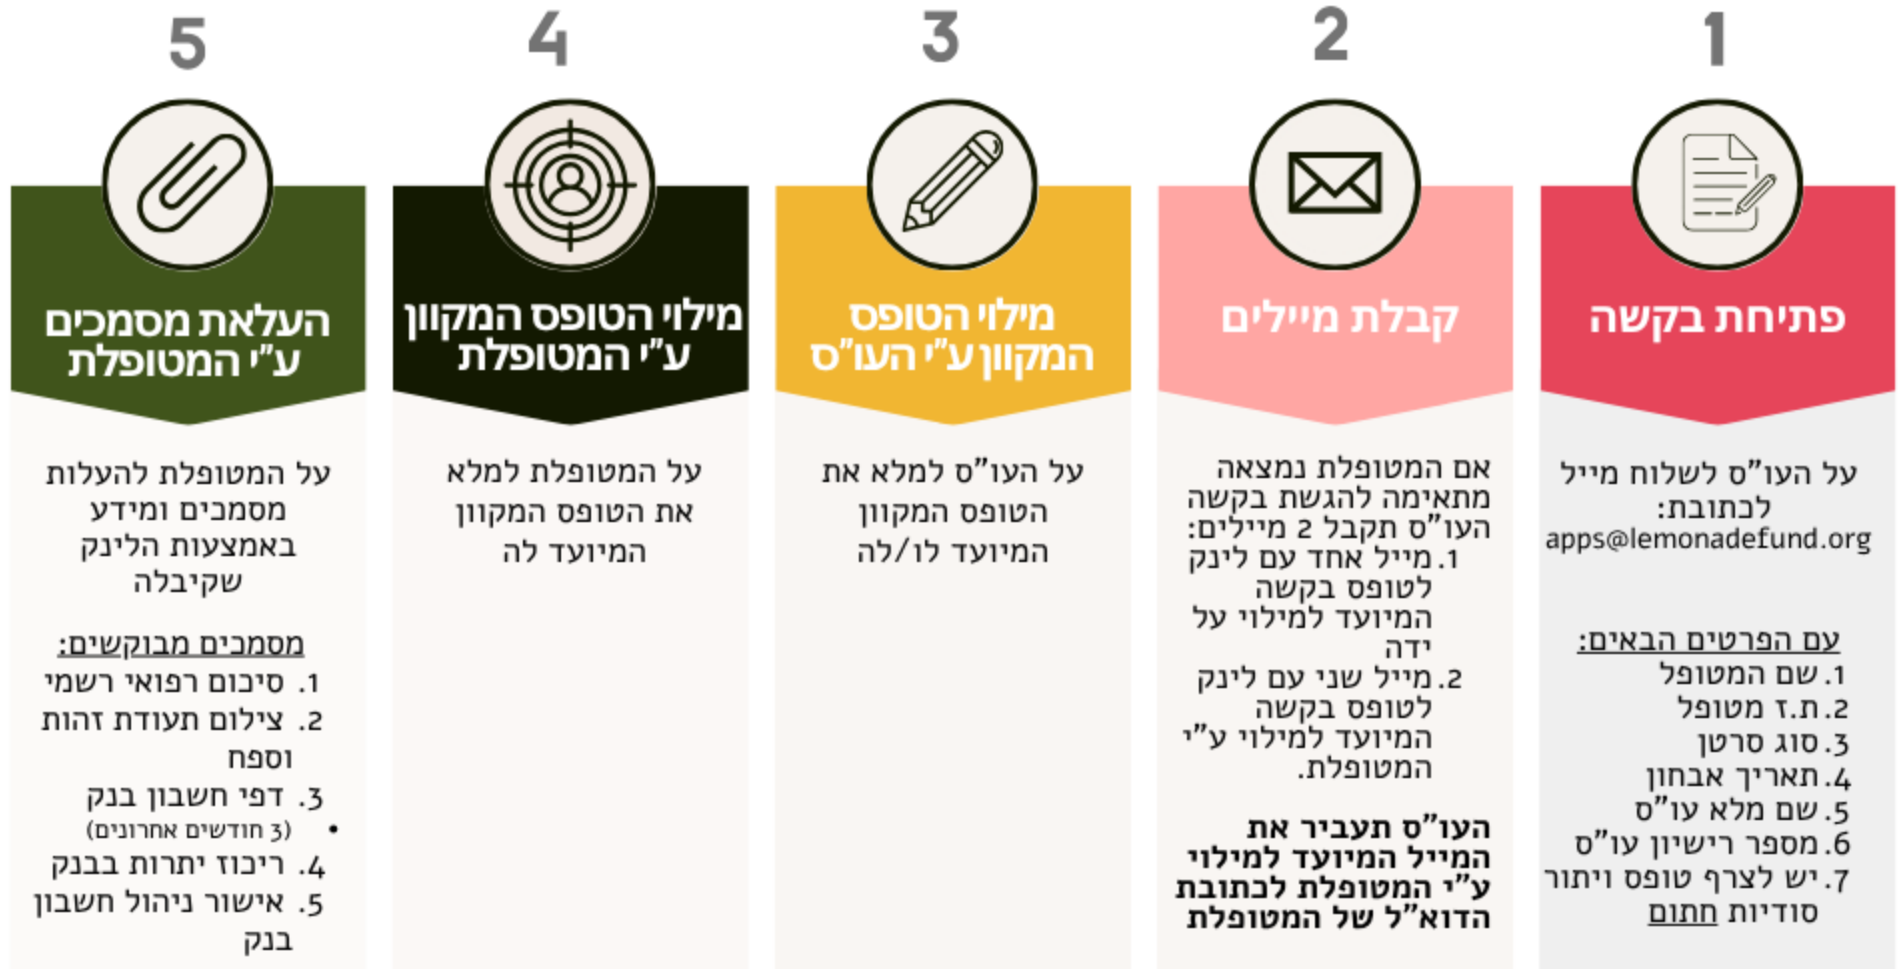 1
פתיחת בקשה
על העו"ס לשלוח מייל
לכתובת:
apps@lemonadefund.org
עם הפרטים הבאים:
1. שם המטופל
2. ת.ז מטופל
3. סוג סרטן
4. תאריך אבחון
5. שם מלא עו"ס
6. מספר רישיון עו"ס
7. יש לצרף טופס ויתור
סודיות חתום
2
קבלת מיילים
אם המטופלת נמצאה
מתאימה להגשת בקשה
העו"ס תקבל 2 מיילים:
1. מייל אחד עם לינק
לטופס בקשה
המיועד למילוי על
ידה
2. מייל שני עם לינק
לטופס בקשה
המיועד למילוי ע"י
המטופלת.
העו"ס תעביר את
המייל המיועד למילוי
ע"י המטופלת לכתובת
הדוא"ל של המטופלת
3
מילוי הטופס
המקוון ע"י העו"ס
על העו"ס למלא את
הטופס המקוון
המיועד לו/לה
4
מילוי הטופס המקוון
ע"י המטופלת
על המטופלת למלא
את הטופס המקוון
המיועד לה
5
העלאת מסמכים
ע"י המטופלת
על המטופלת להעלות
מסמכים ומידע
באמצעות הלינק
שקיבלה
מסמכים מבוקשים:
1. סיכום רפואי רשמי
2. צילום תעודת זהות
וספח
3. דפי חשבון בנק
• (3 חודשים אחרונים)
4. ריכוז יתרות בבנק
5. אישור ניהול חשבון
בנק